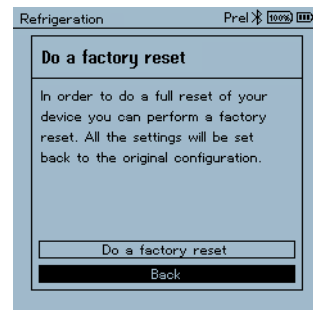 Refrigeration Prel 100%
Do a factory reset
In order to do a full reset of your
device you can perform a factory
reset. All the settings will be set
back to the original configuration.
Do a factory reset
Back